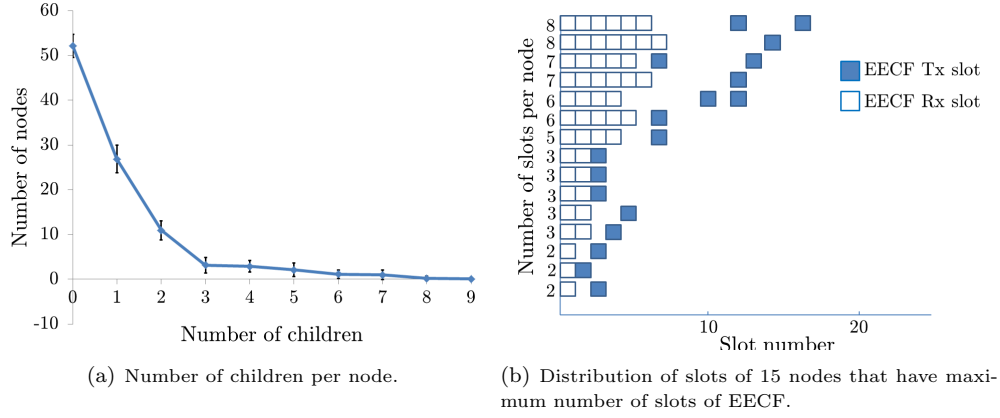 60
50
40
30
20
10
0
-10
Number of nodes
0 1 2 3 4 5 6 7 8 9
Number of children
(a) Number of children per node.
Number of slots per node
8
8
7
7
6
6
5
3
3
3
3
3
2
2
2
EECF Tx slot
EECF Rx slot
10 20
Slot number
(b) Distribution of slots of 15 nodes that have maxi-
mum number of slots of EECF.